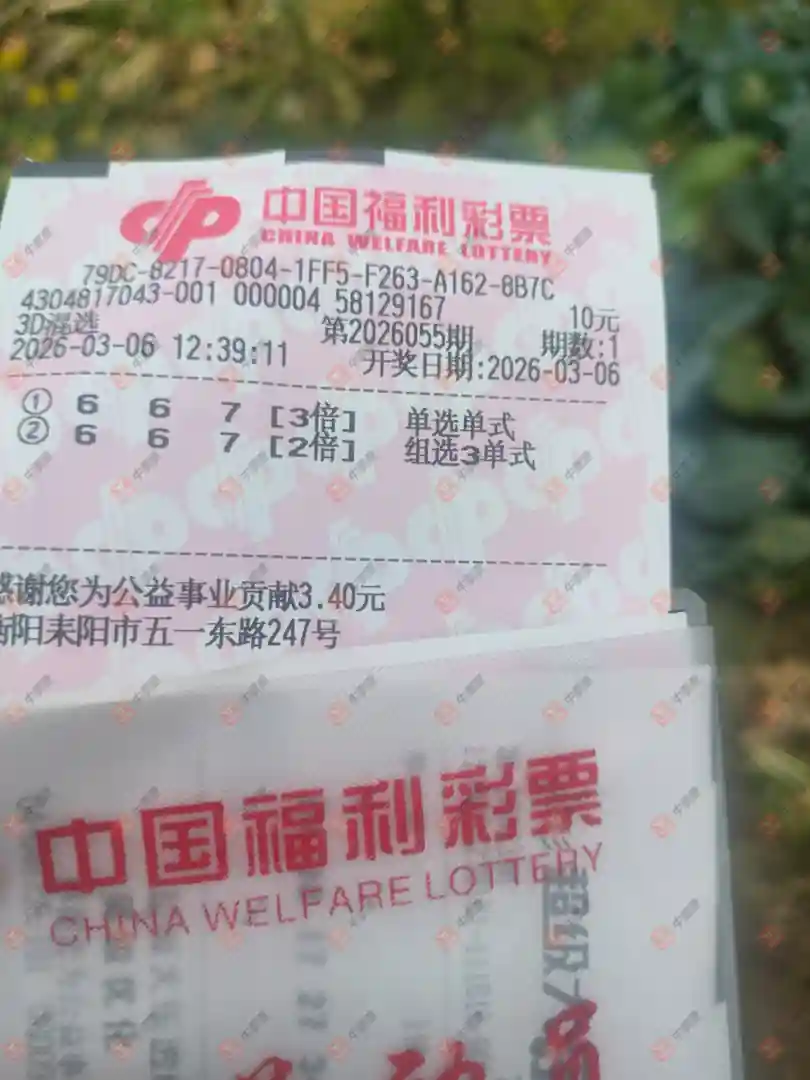 中国福利彩票
CHINA WELFARE LOTTERY
79DC-8217-0804-1FF5-F263-A162-8B7C
4304817043-001 000004 58129167 10元
3D混选 第2026055期 期数:1
2026-03-06 12:39:11 开奖日期:2026-03-06
① 6 6 7 [3倍] 单选单式
② 6 6 7 [2倍] 组选3单式
感谢您为公益事业贡献3.40元
衡阳耒阳市五一东路247号
中国福利彩票
CHINA WELFARE LOTTERY